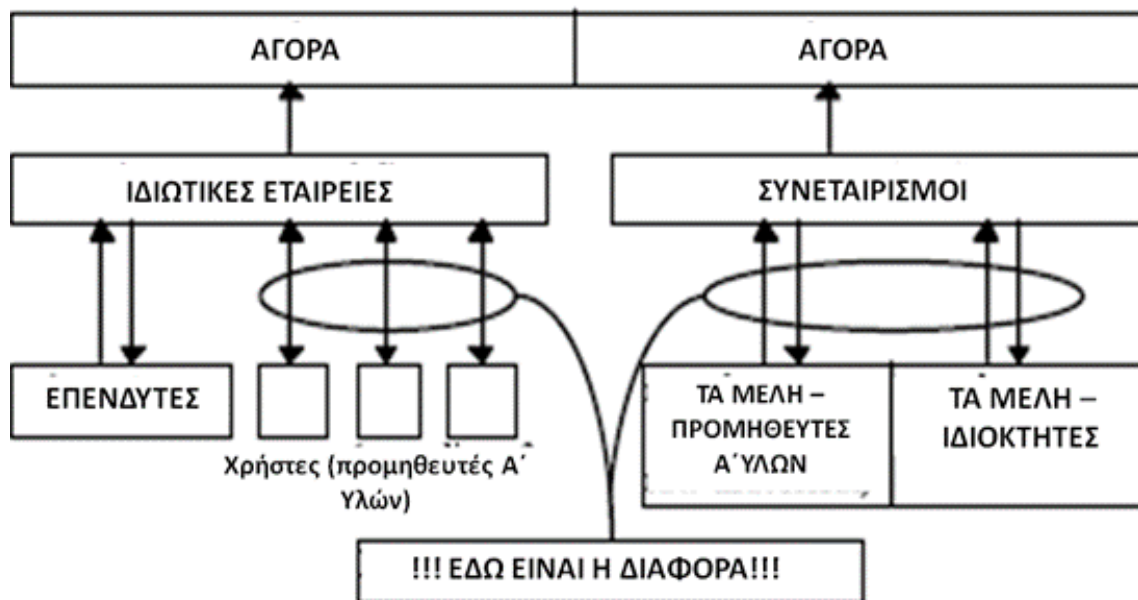 ΑΓΟΡΑ
ΑΓΟΡΑ
ΙΔΙΩΤΙΚΕΣ ΕΤΑΙΡΕΙΕΣ
ΣΥΝΕΤΑΙΡΙΣΜΟΙ
ΕΠΕΝΔΥΤΕΣ
Χρήστες (προμηθευτές Α΄
Υλών)
ΤΑ ΜΕΛΗ –
ΠΡΟΜΗΘΕΥΤΕΣ
Α΄ΥΛΩΝ
ΤΑ ΜΕΛΗ –
ΙΔΙΟΚΤΗΤΕΣ
!!! ΕΔΩ ΕΙΝΑΙ Η ΔΙΑΦΟΡΑ!!!